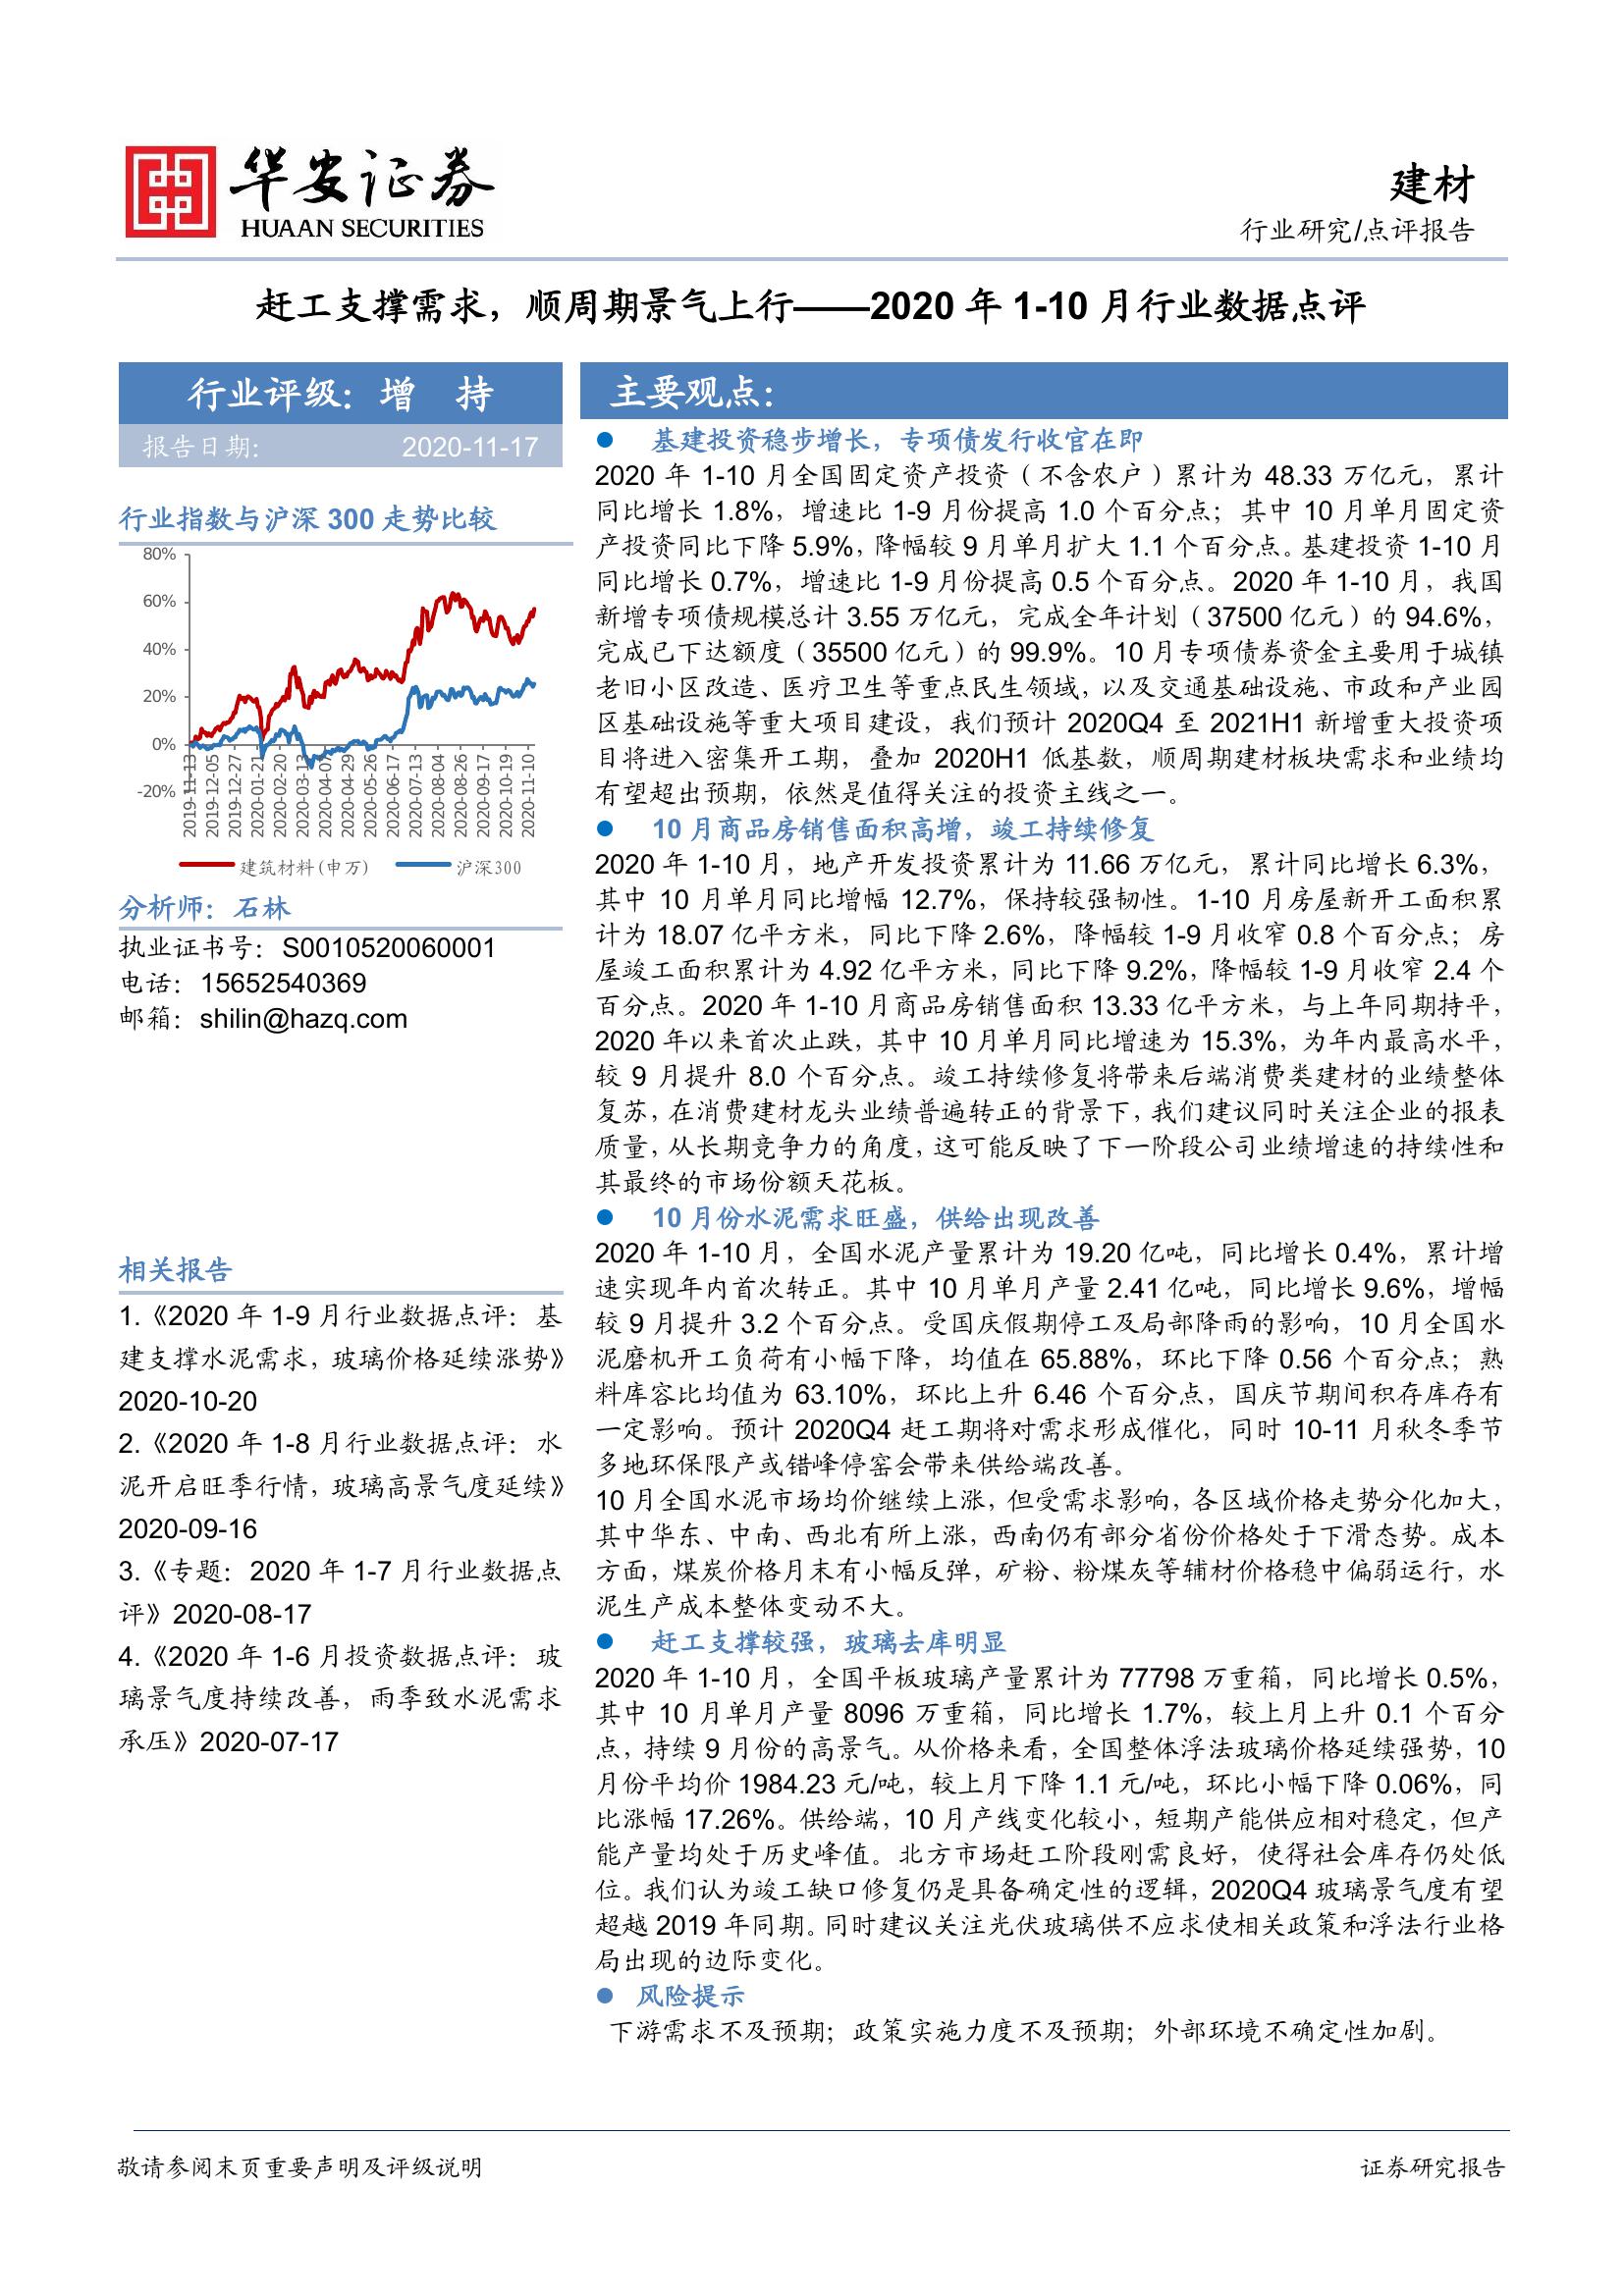 华安证券
HUAAN SECURITIES
建材
行业研究/点评报告
赶工支撑需求，顺周期景气上行——2020 年 1-10 月行业数据点评
行业评级：增 持
报告日期： 2020-11-17
行业指数与沪深 300 走势比较
80%
60%
40%
20%
0%
-20%
2019-11-13
2019-12-05
2019-12-27
2020-01-21
2020-02-20
2020-03-13
2020-04-07
2020-04-29
2020-05-26
2020-06-17
2020-07-13
2020-08-04
2020-08-26
2020-09-17
2020-10-19
2020-11-10
建筑材料(申万) 沪深300
分析师：石林
执业证书号：S0010520060001
电话：15652540369
邮箱：shilin@hazq.com
相关报告
1.《2020 年 1-9 月行业数据点评：基
建支撑水泥需求，玻璃价格延续涨势》
2020-10-20
2.《2020 年 1-8 月行业数据点评：水
泥开启旺季行情，玻璃高景气度延续》
2020-09-16
3.《专题：2020 年 1-7 月行业数据点
评》2020-08-17
4.《2020 年 1-6 月投资数据点评：玻
璃景气度持续改善，雨季致水泥需求
承压》2020-07-17
主要观点：
● 基建投资稳步增长，专项债发行收官在即
2020 年 1-10 月全国固定资产投资（不含农户）累计为 48.33 万亿元，累计
同比增长 1.8%，增速比 1-9 月份提高 1.0 个百分点；其中 10 月单月固定资
产投资同比下降 5.9%，降幅较 9 月单月扩大 1.1 个百分点。基建投资 1-10 月
同比增长 0.7%，增速比 1-9 月份提高 0.5 个百分点。2020 年 1-10 月，我国
新增专项债规模总计 3.55 万亿元，完成全年计划（37500 亿元）的 94.6%，
完成已下达额度（35500 亿元）的 99.9%。10 月专项债券资金主要用于城镇
老旧小区改造、医疗卫生等重点民生领域，以及交通基础设施、市政和产业园
区基础设施等重大项目建设，我们预计 2020Q4 至 2021H1 新增重大投资项
目将进入密集开工期，叠加 2020H1 低基数，顺周期建材板块需求和业绩均
有望超出预期，依然是值得关注的投资主线之一。
● 10 月商品房销售面积高增，竣工持续修复
2020 年 1-10 月，地产开发投资累计为 11.66 万亿元，累计同比增长 6.3%，
其中 10 月单月同比增幅 12.7%，保持较强韧性。1-10 月房屋新开工面积累
计为 18.07 亿平方米，同比下降 2.6%，降幅较 1-9 月收窄 0.8 个百分点；房
屋竣工面积累计为 4.92 亿平方米，同比下降 9.2%，降幅较 1-9 月收窄 2.4 个
百分点。2020 年 1-10 月商品房销售面积 13.33 亿平方米，与上年同期持平，
2020 年以来首次止跌，其中 10 月单月同比增速为 15.3%，为年内最高水平，
较 9 月提升 8.0 个百分点。竣工持续修复将带来后端消费类建材的业绩整体
复苏，在消费建材龙头业绩普遍转正的背景下，我们建议同时关注企业的报表
质量，从长期竞争力的角度，这可能反映了下一阶段公司业绩增速的持续性和
其最终的市场份额天花板。
● 10 月份水泥需求旺盛，供给出现改善
2020 年 1-10 月，全国水泥产量累计为 19.20 亿吨，同比增长 0.4%，累计增
速实现年内首次转正。其中 10 月单月产量 2.41 亿吨，同比增长 9.6%，增幅
较 9 月提升 3.2 个百分点。受国庆假期停工及局部降雨的影响，10 月全国水
泥磨机开工负荷有小幅下降，均值在 65.88%，环比下降 0.56 个百分点；熟
料库容比均值为 63.10%，环比上升 6.46 个百分点，国庆节期间积存库存有
一定影响。预计 2020Q4 赶工期将对需求形成催化，同时 10-11 月秋冬季节
多地环保限产或错峰停窑会带来供给端改善。
10 月全国水泥市场均价继续上涨，但受需求影响，各区域价格走势分化加大，
其中华东、中南、西北有所上涨，西南仍有部分省份价格处于下滑态势。成本
方面，煤炭价格月末有小幅反弹，矿粉、粉煤灰等辅材价格稳中偏弱运行，水
泥生产成本整体变动不大。
● 赶工支撑较强，玻璃去库明显
2020 年 1-10 月，全国平板玻璃产量累计为 77798 万重箱，同比增长 0.5%，
其中 10 月单月产量 8096 万重箱，同比增长 1.7%，较上月上升 0.1 个百分
点，持续 9 月份的高景气。从价格来看，全国整体浮法玻璃价格延续强势，10
月份平均价 1984.23 元/吨，较上月下降 1.1 元/吨，环比小幅下降 0.06%，同
比涨幅 17.26%。供给端，10 月产线变化较小，短期产能供应相对稳定，但产
能产量均处于历史峰值。北方市场赶工阶段刚需良好，使得社会库存仍处低
位。我们认为竣工缺口修复仍是具备确定性的逻辑，2020Q4 玻璃景气度有望
超越 2019 年同期。同时建议关注光伏玻璃供不应求使相关政策和浮法行业格
局出现的边际变化。
● 风险提示
下游需求不及预期；政策实施力度不及预期；外部环境不确定性加剧。
敬请参阅末页重要声明及评级说明
证券研究报告